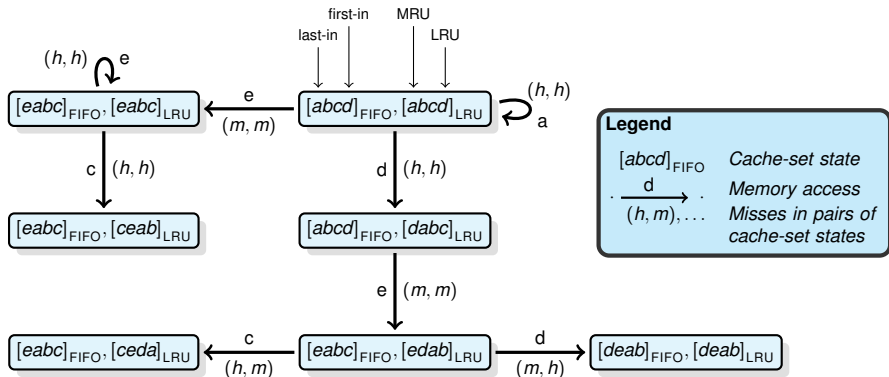 first-in
MRU
last-in
LRU
(h, h)
e
(h, h)
[eabc]FIFO, [eabc]LRU
e
(m, m)
[abcd]FIFO, [abcd]LRU
a
c (h, h)
d (h, h)
[eabc]FIFO, [ceab]LRU
[abcd]FIFO, [dabc]LRU
e (m, m)
[eabc]FIFO, [ceda]LRU
c
(h, m)
[eabc]FIFO, [edab]LRU
d
(m, h)
[deab]FIFO, [deab]LRU
Legend
[abcd]FIFO Cache-set state
. d . Memory access
(h, m), ... Misses in pairs of
cache-set states